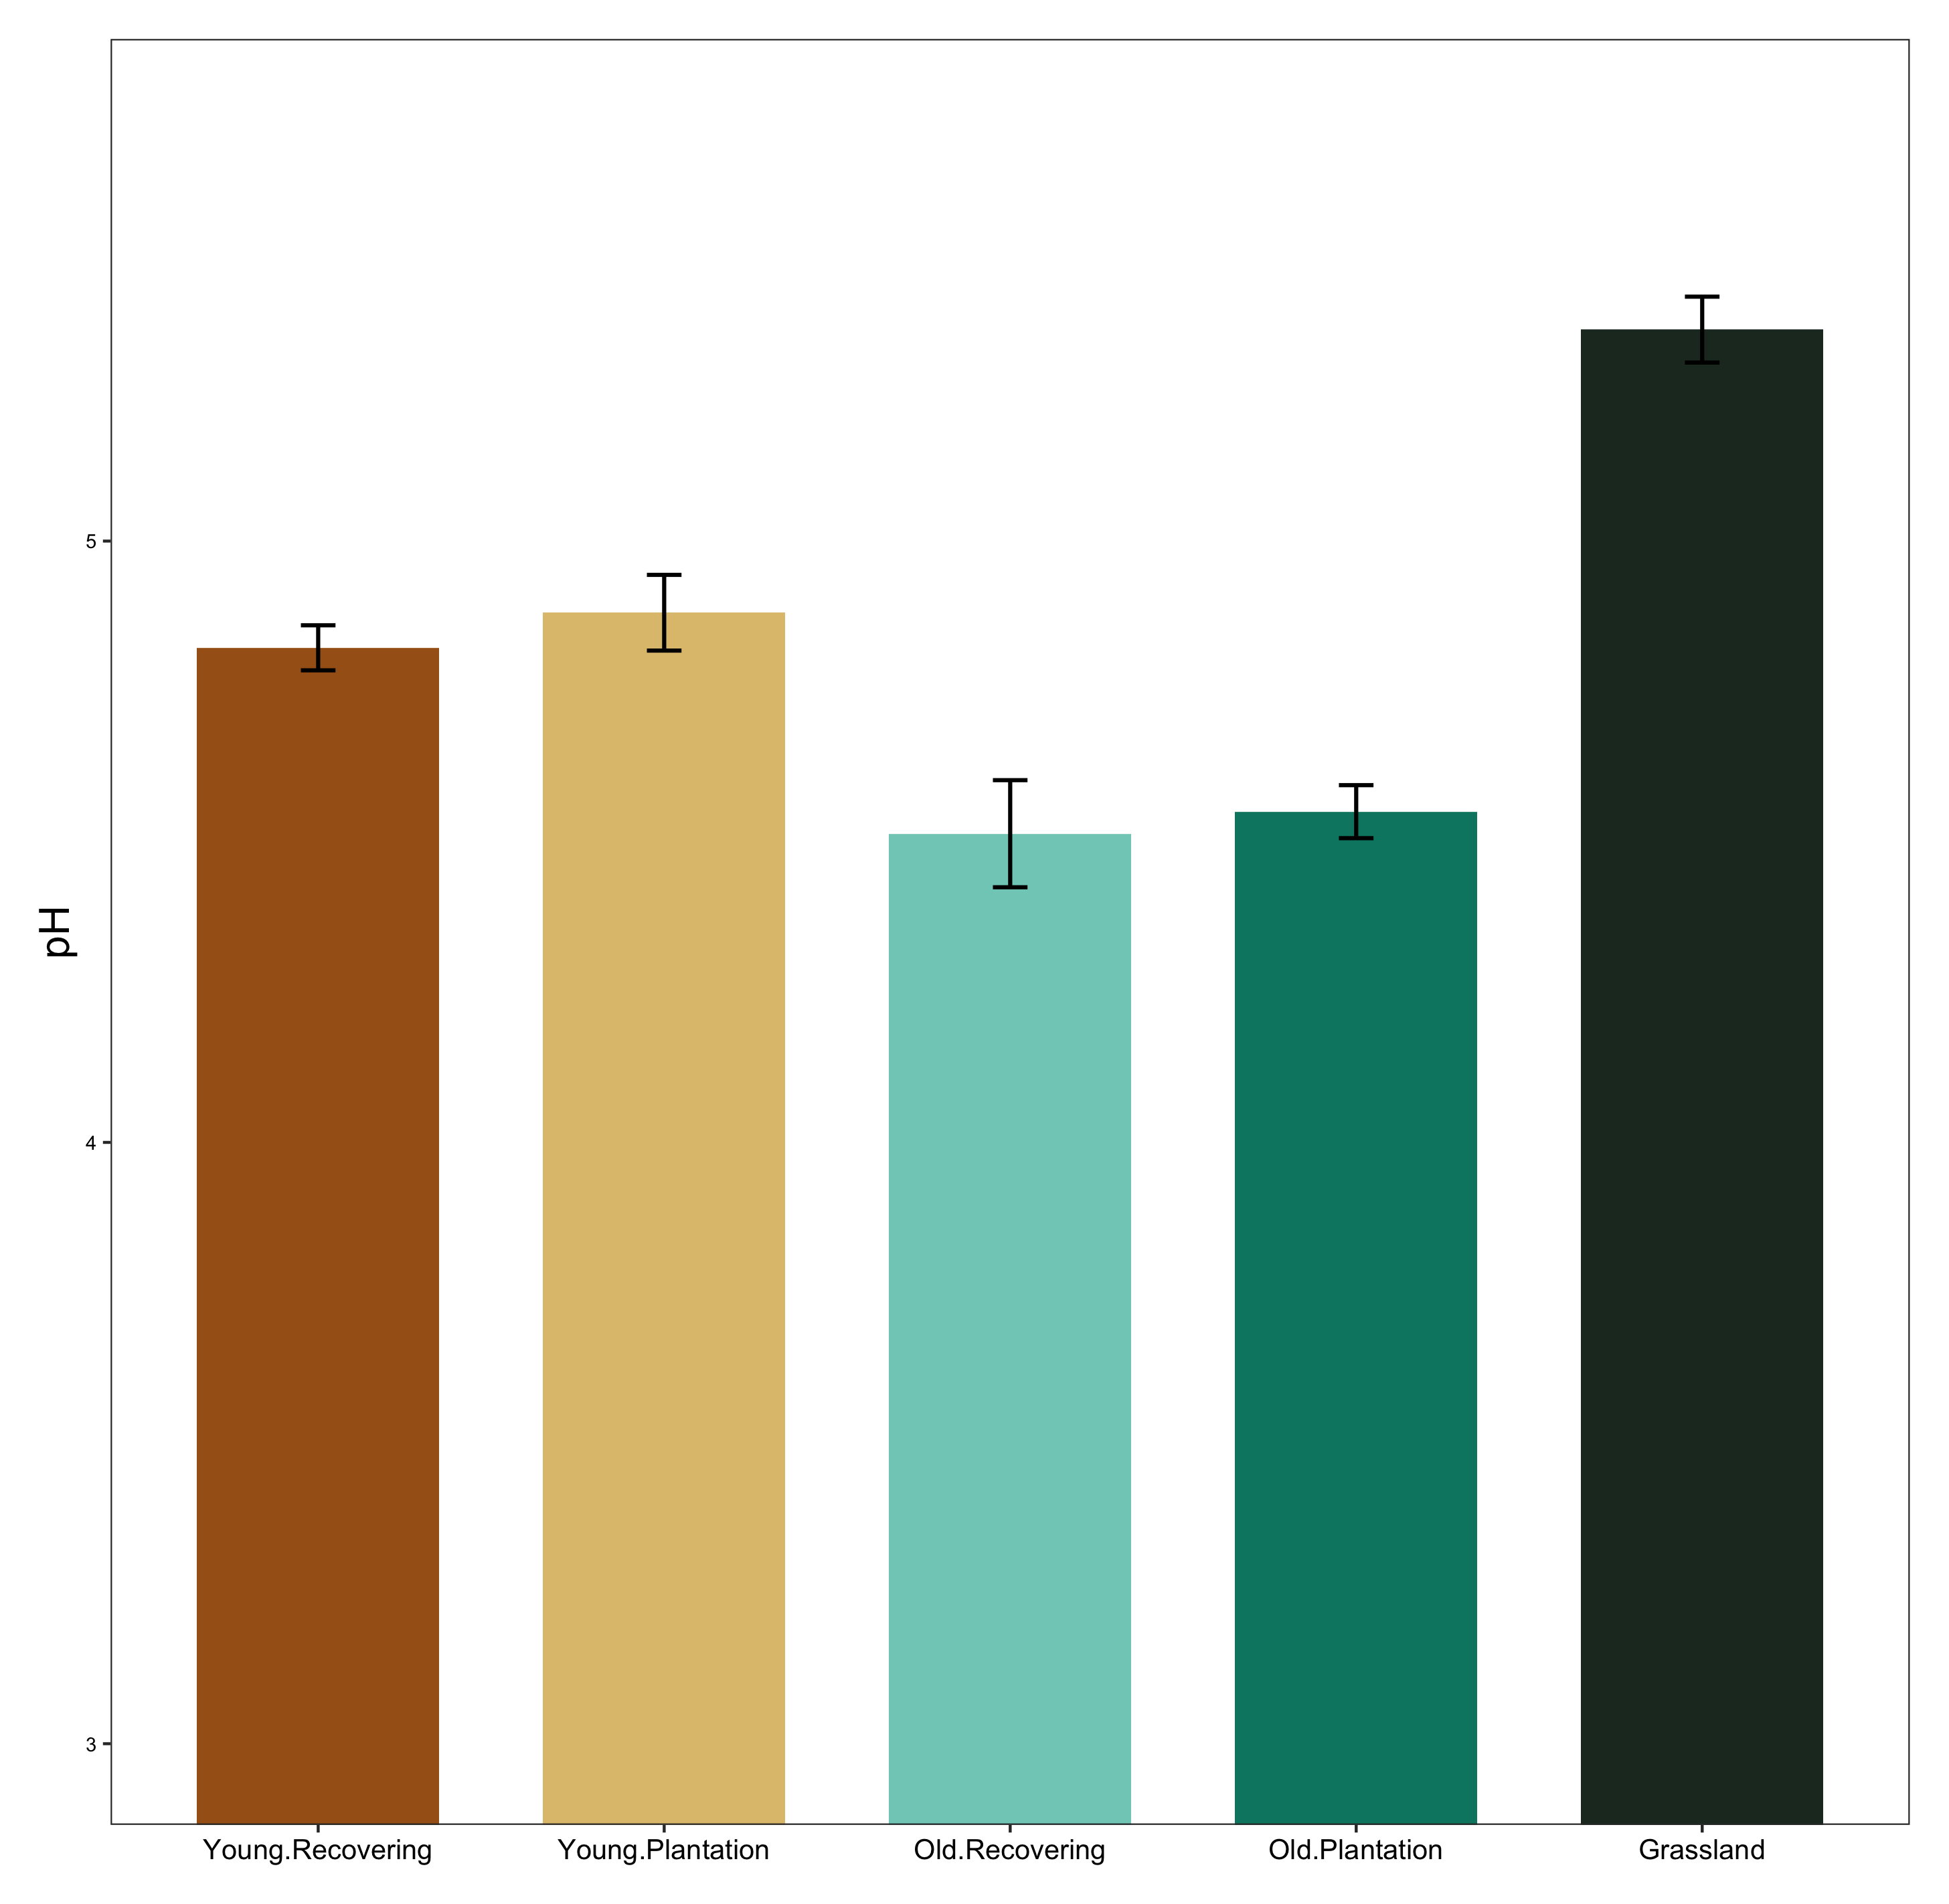 pH
5
4
3
Young.Recovering
Young.Plantation
Old.Recovering
Old.Plantation
Grassland